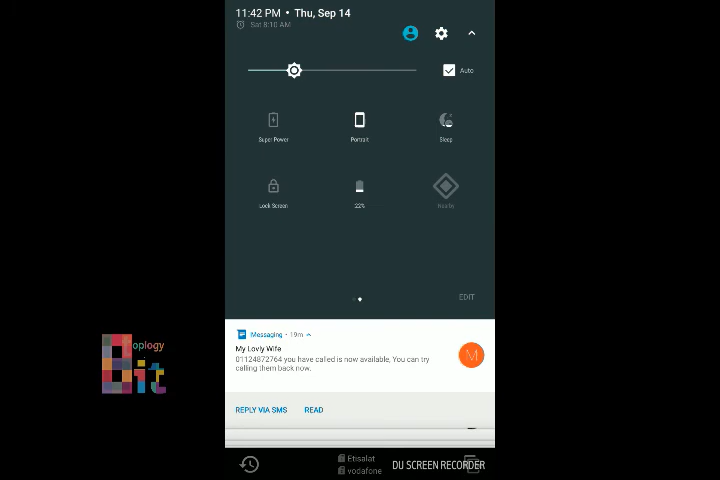 11:42 PM • Thu, Sep 14
Sat 8:10 AM
Auto
Super Power
Portrait
Sleep
Lock Screen
22%
Nearby
EDIT
Messaging • 19m
My Lovly Wife
01124872764 you have called is now available, You can try
calling them back now.
M
REPLY VIA SMS
READ
oplogy
it
Etisalat
vodafone
DU SCREEN RECORDER